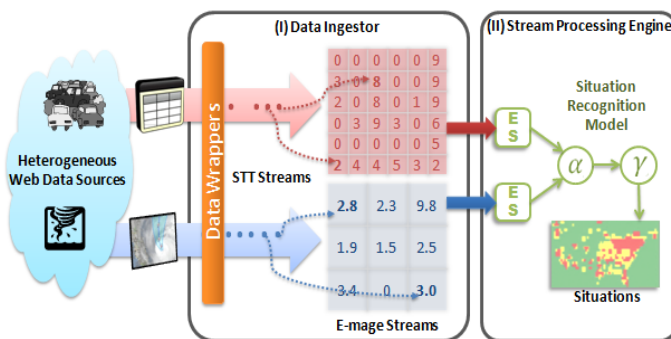 (I) Data Ingestor
(II) Stream Processing Engine
Heterogeneous
Web Data Sources
Data Wrappers
STT Streams
0 0 0 0 0 9
3 0 8 0 0 9
2 0 8 0 1 9
0 3 9 3 0 6
0 0 0 0 0 5
2 4 4 5 3 2
2.8 2.3 9.8
1.9 1.5 2.5
3.4 0 3.0
E-mage Streams
E
S
E
S
Situation
Recognition
Model
α
γ
Situations